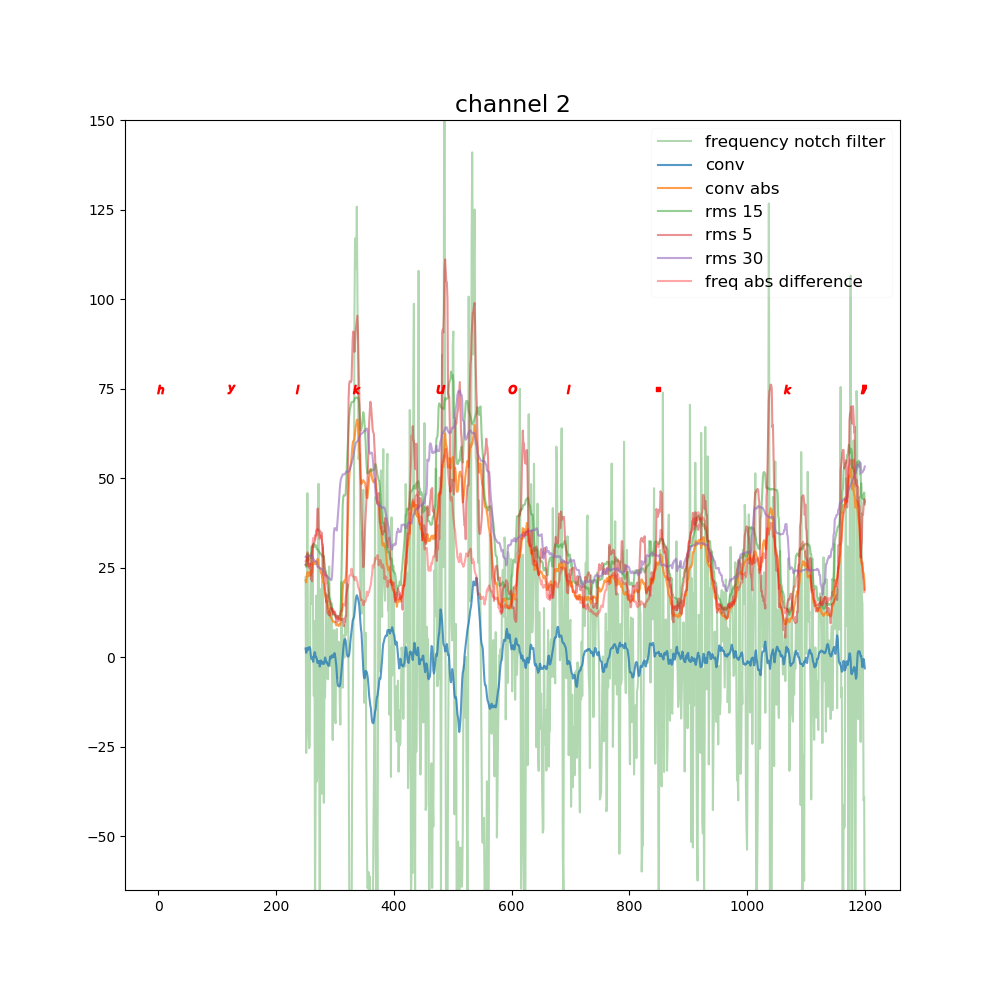 channel 2
150
125
100
75
50
25
0
−25
−50
frequency notch filter
conv
conv abs
rms 15
rms 5
rms 30
freq abs difference
h y l k u o l . k
0 200 400 600 800 1000 1200